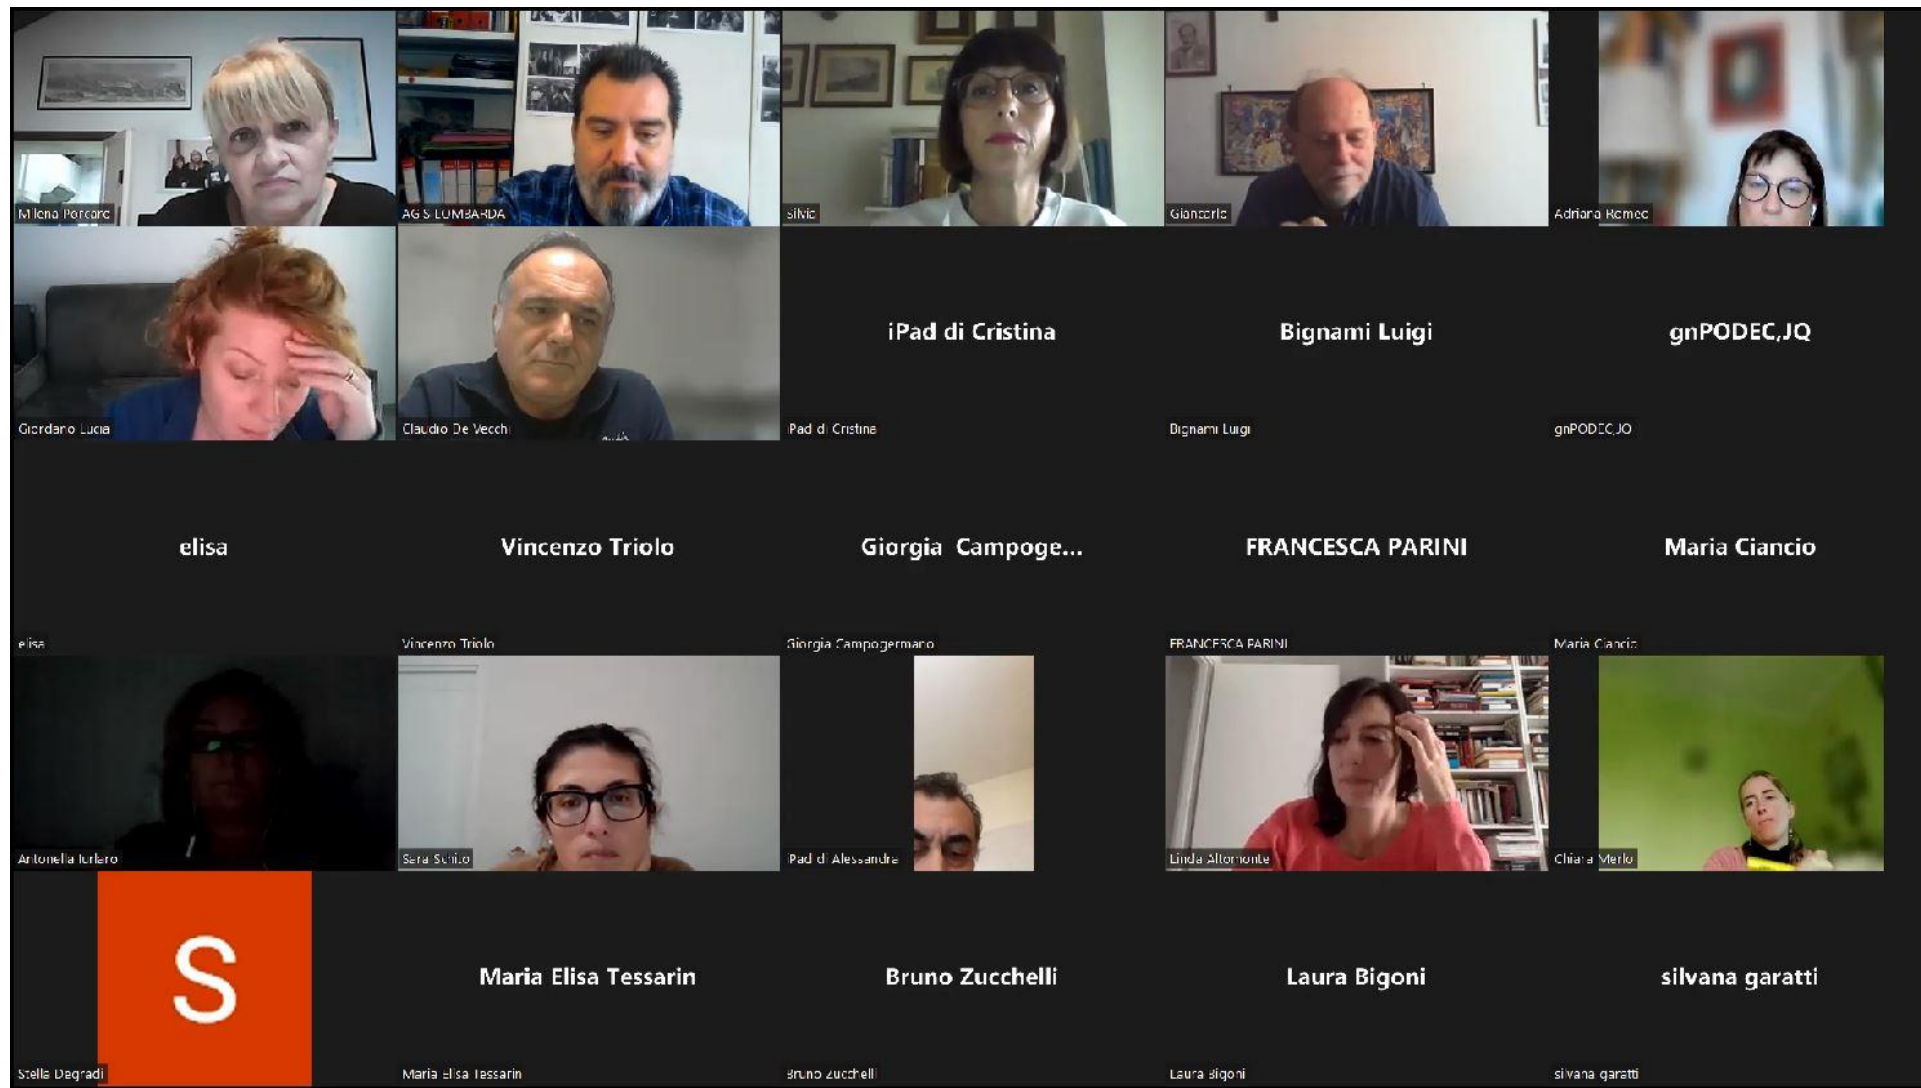 Milena Porcaro
AGIS LOMBARDA
silvia
Giancarlo
Adriana Romeo
Giordano Lucia
Claudio De Vecchi
iPad di Cristina
iPad di Cristina
Bignami Luigi
Bignami Luigi
gnPODEC,JQ
gnPODEC,JQ
elisa
elisa
Vincenzo Triolo
Vincenzo Triolo
Giorgia Campoge...
Giorgia Campogermano
FRANCESCA PARINI
FRANCESCA PARINI
Maria Ciancio
Maria Ciancio
Antonella Iurlaro
Sara
iPad di Alessandra
Linda Altomonte
Chiara Merlo
S
Stella Degradi
Maria Elisa Tessarin
Maria Elisa Tessarin
Bruno Zucchelli
Bruno Zucchelli
Laura Bigoni
Laura Bigoni
silvana garatti
silvana garatti